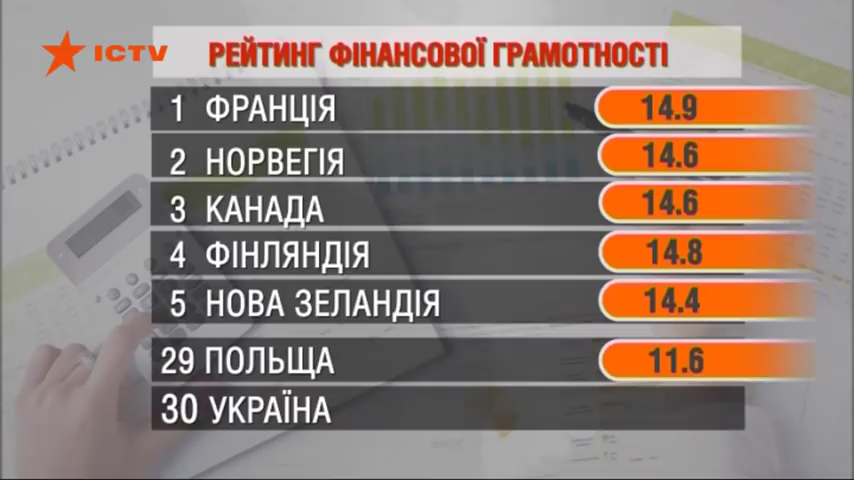 ICTV
РЕЙТИНГ ФІНАНСОВОЇ ГРАМОТНОСТІ
1 ФРАНЦІЯ 14.9
2 НОРВЕГІЯ 14.6
3 КАНАДА 14.6
4 ФІНЛЯНДІЯ 14.8
5 НОВА ЗЕЛАНДІЯ 14.4
29 ПОЛЬЩА 11.6
30 УКРАЇНА